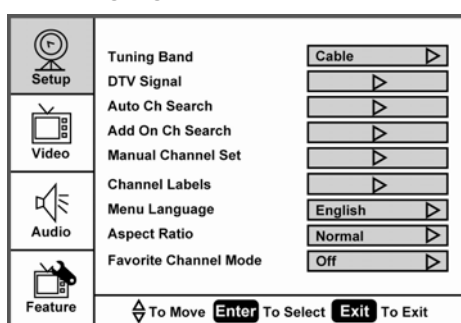 Setup
Video
Audio
Feature
Tuning Band Cable
DTV Signal
Auto Ch Search
Add On Ch Search
Manual Channel Set
Channel Labels
Menu Language English
Aspect Ratio Normal
Favorite Channel Mode Off
To Move Enter To Select Exit To Exit